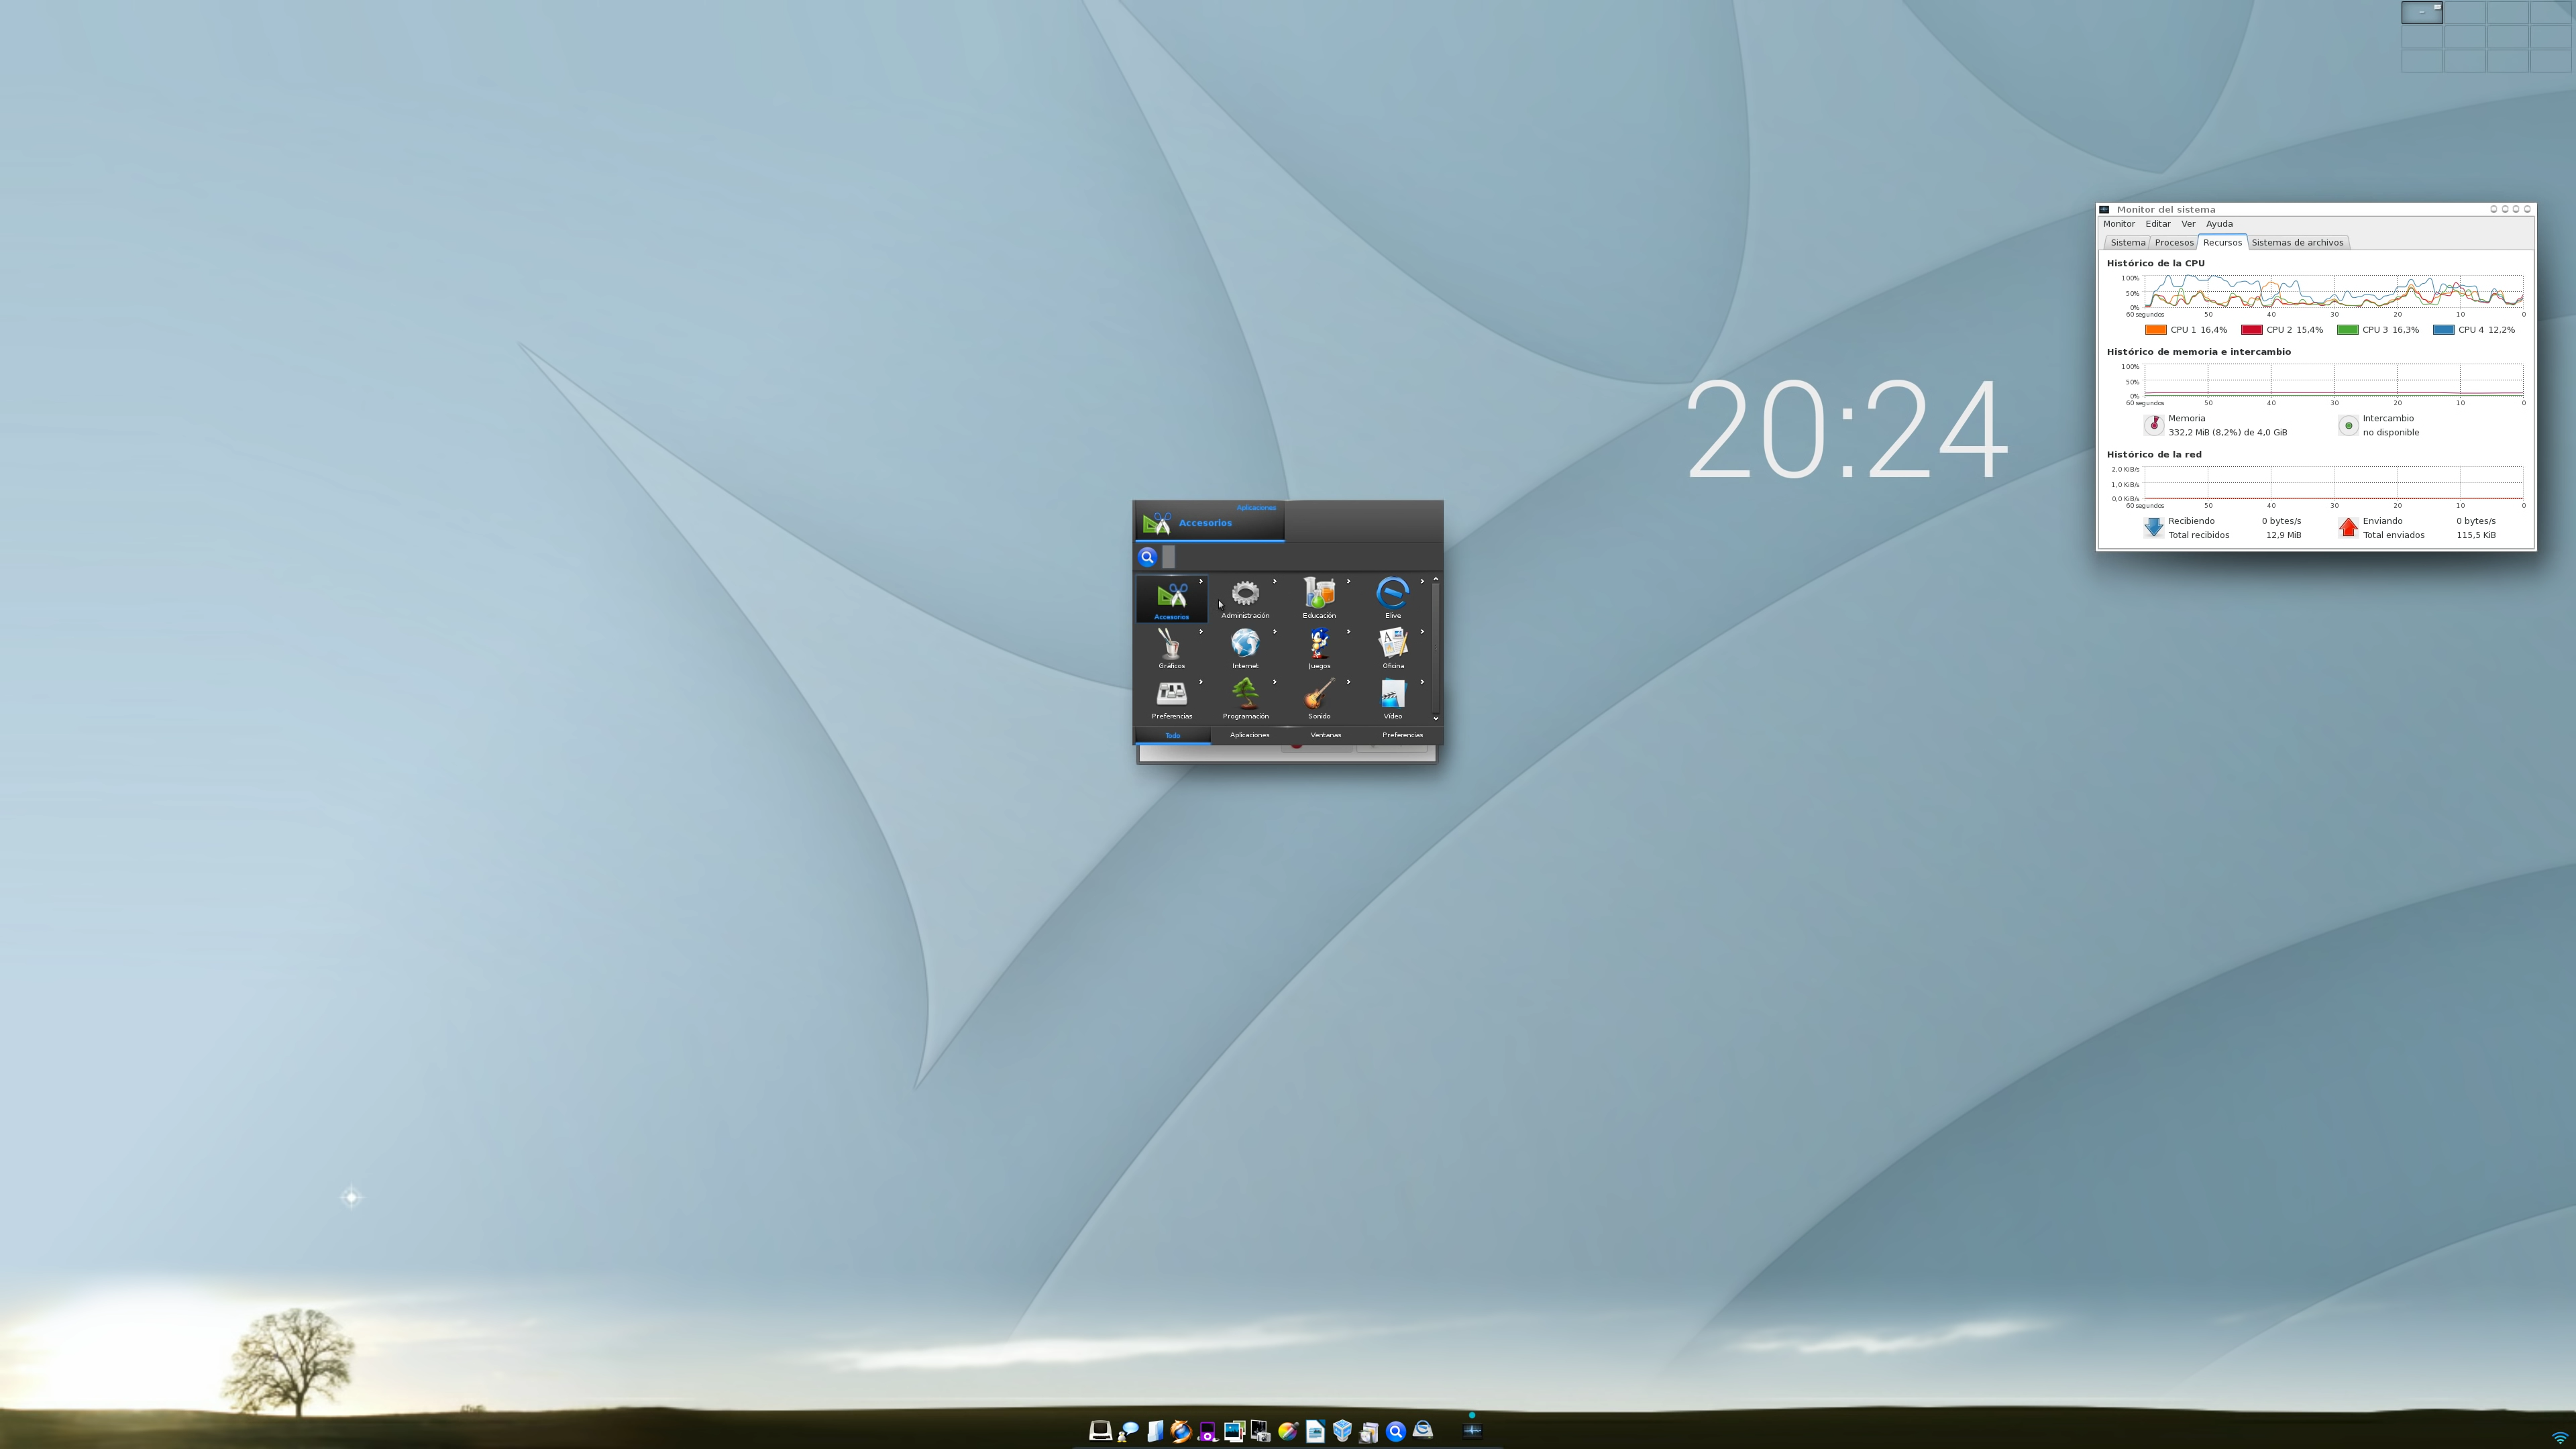 20:24
Aplicaciones
Accesorios
Accesorios
Administración
Educación
Elive
Gráficos
Internet
Juegos
Oficina
Preferencias
Programación
Sonido
Vídeo
Todo
Aplicaciones
Ventanas
Preferencias
Monitor del sistema
Monitor Editar Ver Ayuda
Sistema Procesos Recursos Sistemas de archivos
Histórico de la CPU
100%
50%
0%
60 segundos 50 40 30 20 10 0
CPU 1 16,4% CPU 2 15,4% CPU 3 16,3% CPU 4 12,2%
Histórico de memoria e intercambio
100%
50%
0%
60 segundos 50 40 30 20 10 0
Memoria
332,2 MiB (8,2%) de 4,0 GiB
Intercambio
no disponible
Histórico de la red
2,0 KiB/s
1,0 KiB/s
0,0 KiB/s
60 segundos 50 40 30 20 10 0
Recibiendo 0 bytes/s
Total recibidos 12,9 MiB
Enviando 0 bytes/s
Total enviados 115,5 KiB